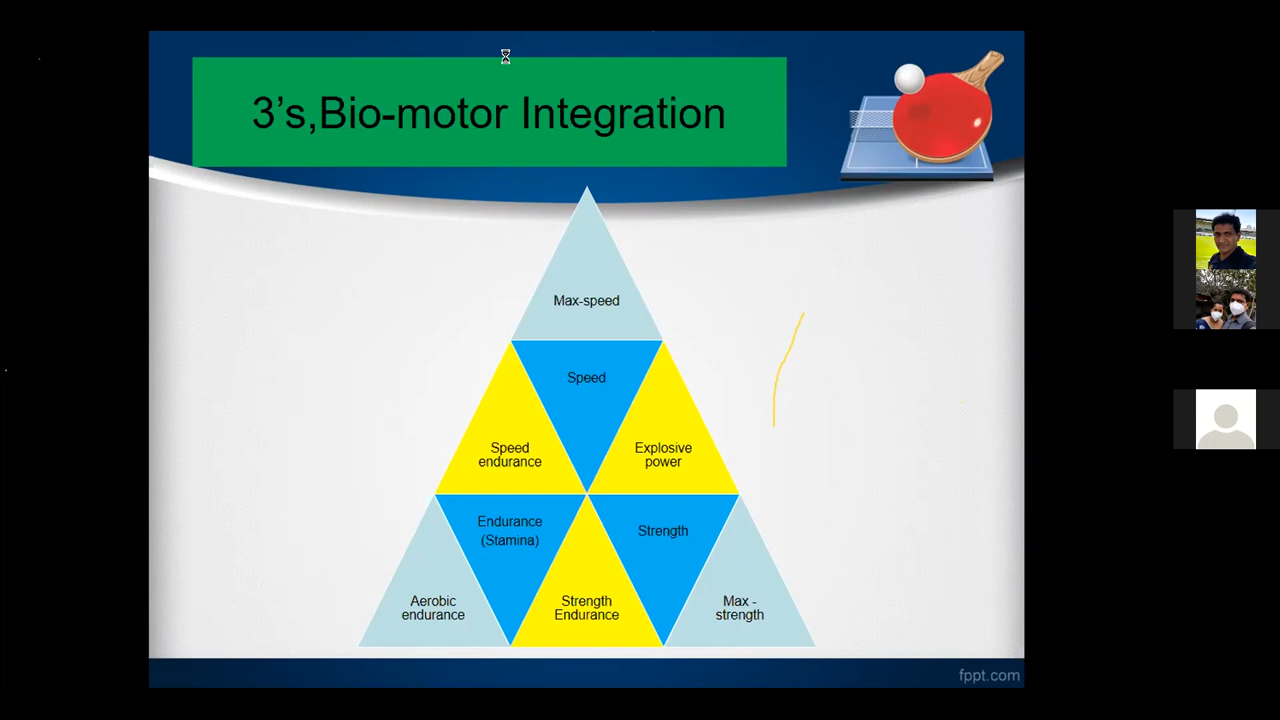 3’s,Bio-motor Integration
Max-speed
Speed
Speed
endurance
Explosive
power
Endurance
(Stamina)
Strength
Aerobic
endurance
Strength
Endurance
Max -
strength
fppt.com